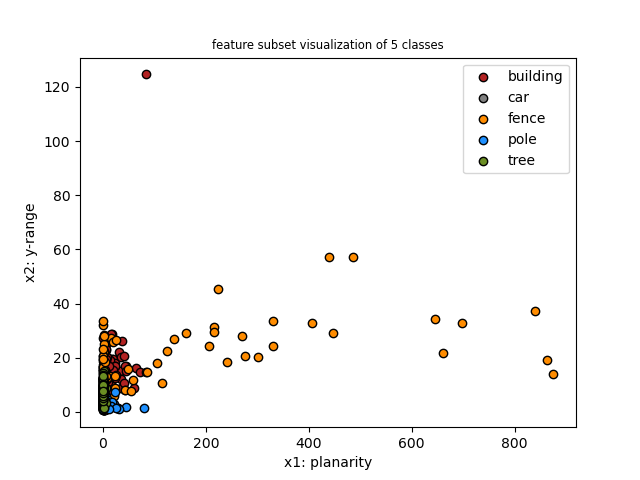 feature subset visualization of 5 classes
building
car
fence
pole
tree
120
100
80
60
40
20
0
x2: y-range
0 200 400 600 800
x1: planarity